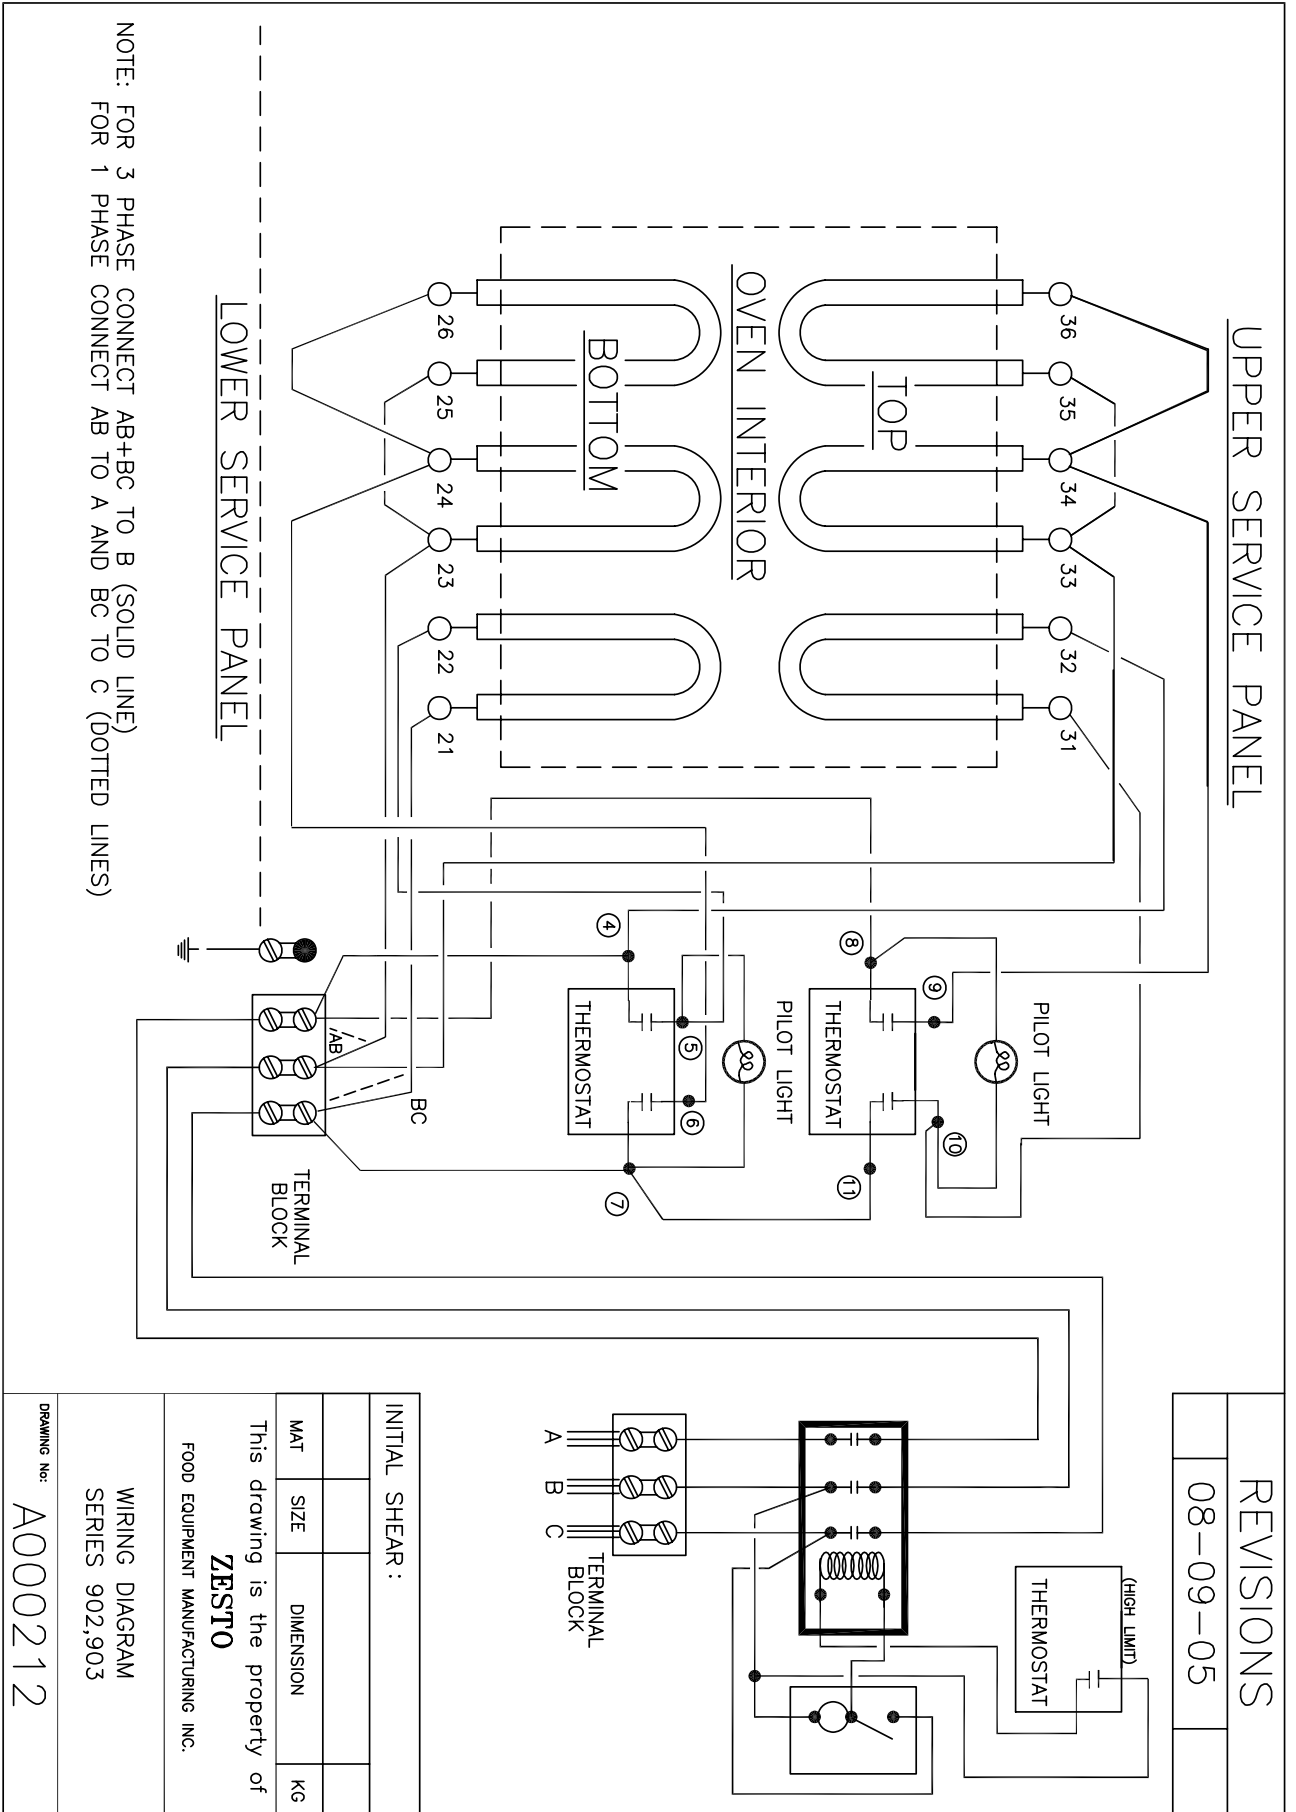 UPPER SERVICE PANEL
36
35
34
33
32
31
TOP
OVEN INTERIOR
BOTTOM
26
25
24
23
22
21
LOWER SERVICE PANEL
NOTE: FOR 3 PHASE CONNECT AB+BC TO B (SOLID LINE)
FOR 1 PHASE CONNECT AB TO A AND BC TO C (DOTTED LINES)
PILOT LIGHT
9
8
THERMOSTAT
10
11
PILOT LIGHT
4
THERMOSTAT
5
6
7
AB
BC
TERMINAL
BLOCK
A
B
C
TERMINAL
BLOCK
(HIGH LIMIT)
THERMOSTAT
REVISIONS
08-09-05
INITIAL SHEAR:
MAT
SIZE
DIMENSION
KG
This drawing is the property of
ZESTO
FOOD EQUIPMENT MANUFACTURING INC.
WIRING DIAGRAM
SERIES 902,903
DRAWING No:
A000212